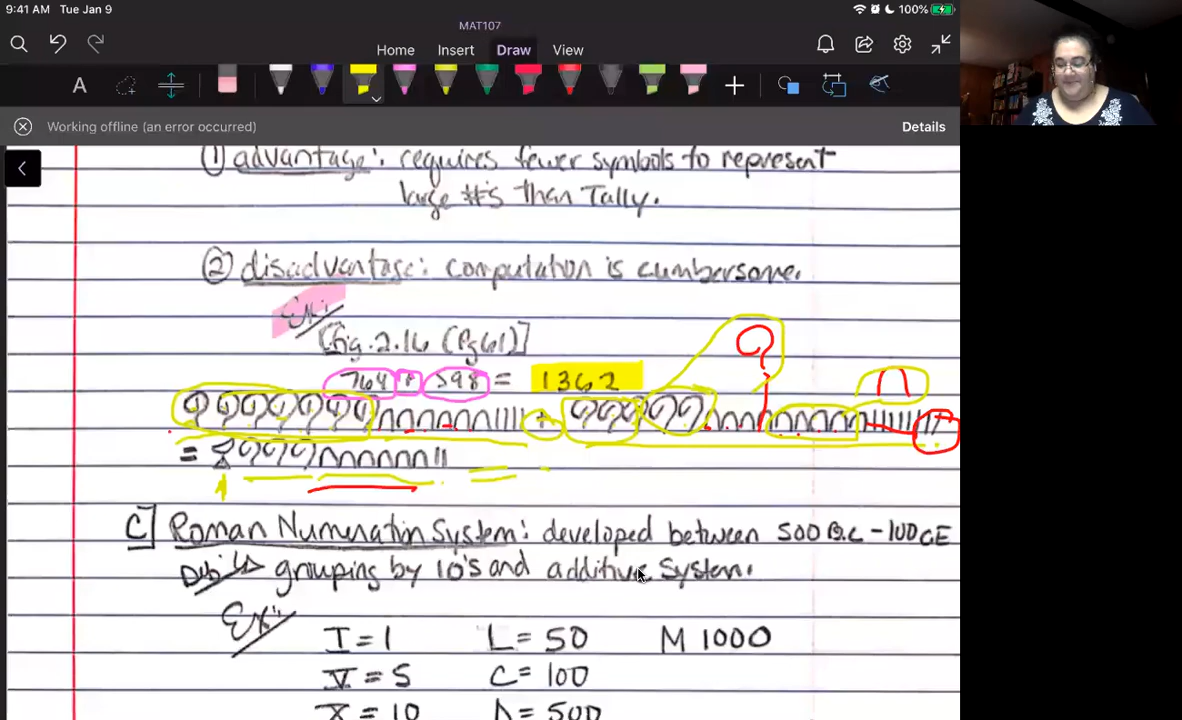 9:41 AM Tue Jan 9
100%
MAT107
Home Insert Draw View
Working offline (an error occurred)
Details
① advantage: requires fewer symbols to represent
large #'s than Tally.
② disadvantage: computation is cumbersome.
Ex:
[fig. 2.16 (Pg61)]
764 + 598 = 1362
+
=
C] Roman Numeration System: developed between 500 B.C - 100 CE
grouping by 10's and additive System.
Ex:
I = 1 L = 50 M 1000
V = 5 C = 100
X = 10 D = 500